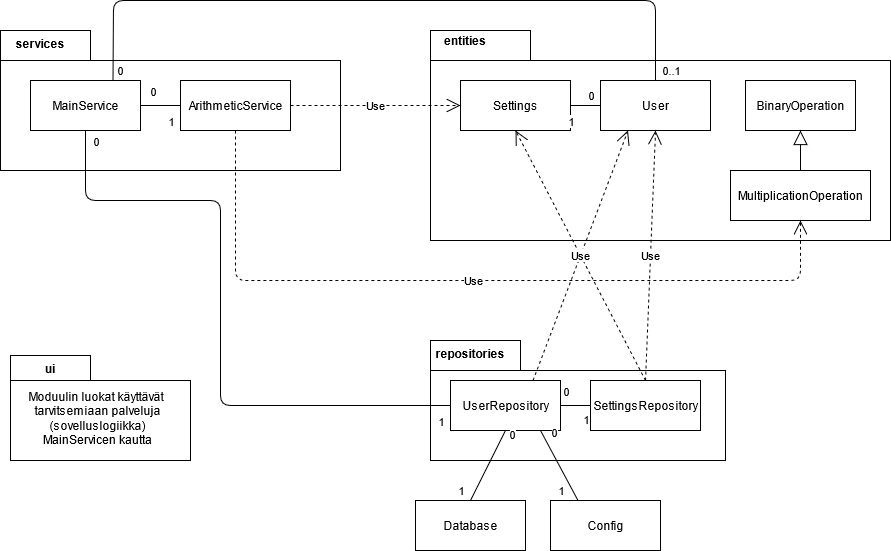 services
entities
0
0..1
MainService
0
1
ArithmeticService
Use
Settings
0
1
User
BinaryOperation
0
MultiplicationOperation
Use
Use
Use
repositories
ui
Moduulin luokat käyttävät
tarvitsemiaan palveluja
(sovelluslogiikka)
MainServicen kautta
UserRepository
0
1
SettingsRepository
1
0
0
1
1
Database
Config